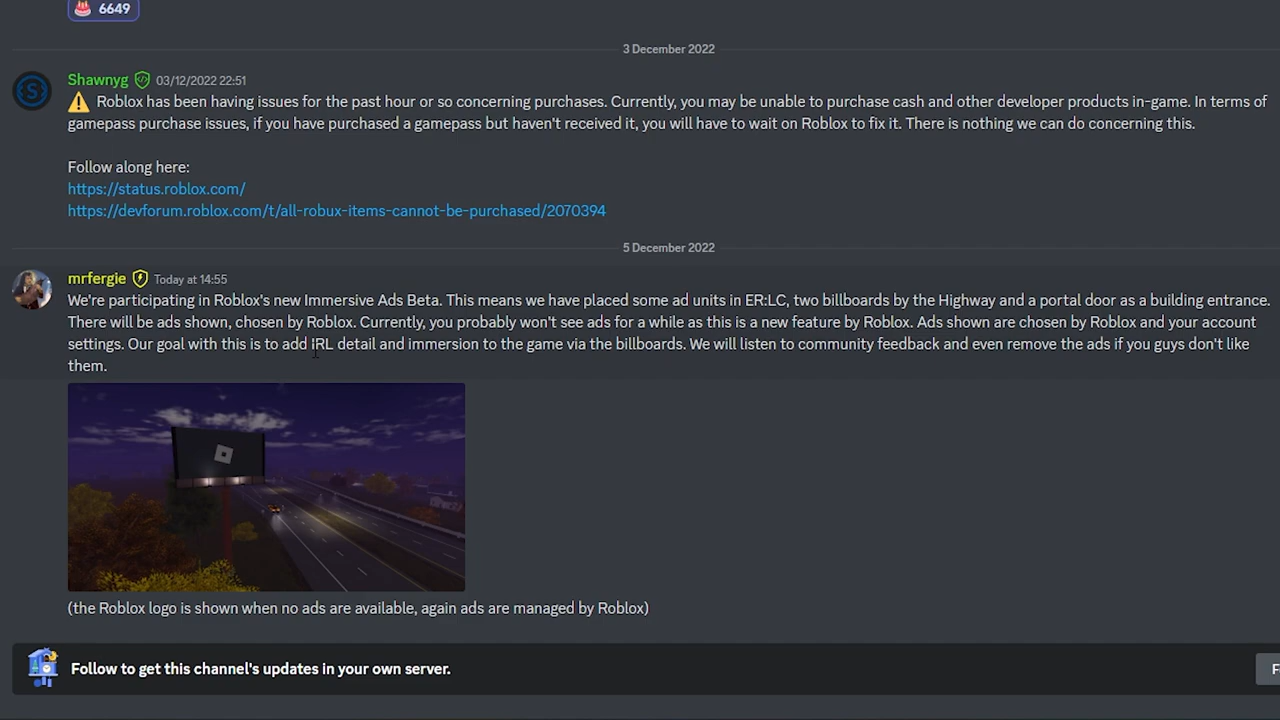 6649
3 December 2022
Shawnyg 03/12/2022 22:51
Roblox has been having issues for the past hour or so concerning purchases. Currently, you may be unable to purchase cash and other developer products in-game. In terms of
gamepass purchase issues, if you have purchased a gamepass but haven't received it, you will have to wait on Roblox to fix it. There is nothing we can do concerning this.
Follow along here:
https://status.roblox.com/
https://devforum.roblox.com/t/all-robux-items-cannot-be-purchased/2070394
5 December 2022
mrfergie Today at 14:55
We're participating in Roblox's new Immersive Ads Beta. This means we have placed some ad units in ER:LC, two billboards by the Highway and a portal door as a building entrance.
There will be ads shown, chosen by Roblox. Currently, you probably won't see ads for a while as this is a new feature by Roblox. Ads shown are chosen by Roblox and your account
settings. Our goal with this is to add IRL detail and immersion to the game via the billboards. We will listen to community feedback and even remove the ads if you guys don't like
them.
(the Roblox logo is shown when no ads are available, again ads are managed by Roblox)
Follow to get this channel's updates in your own server.